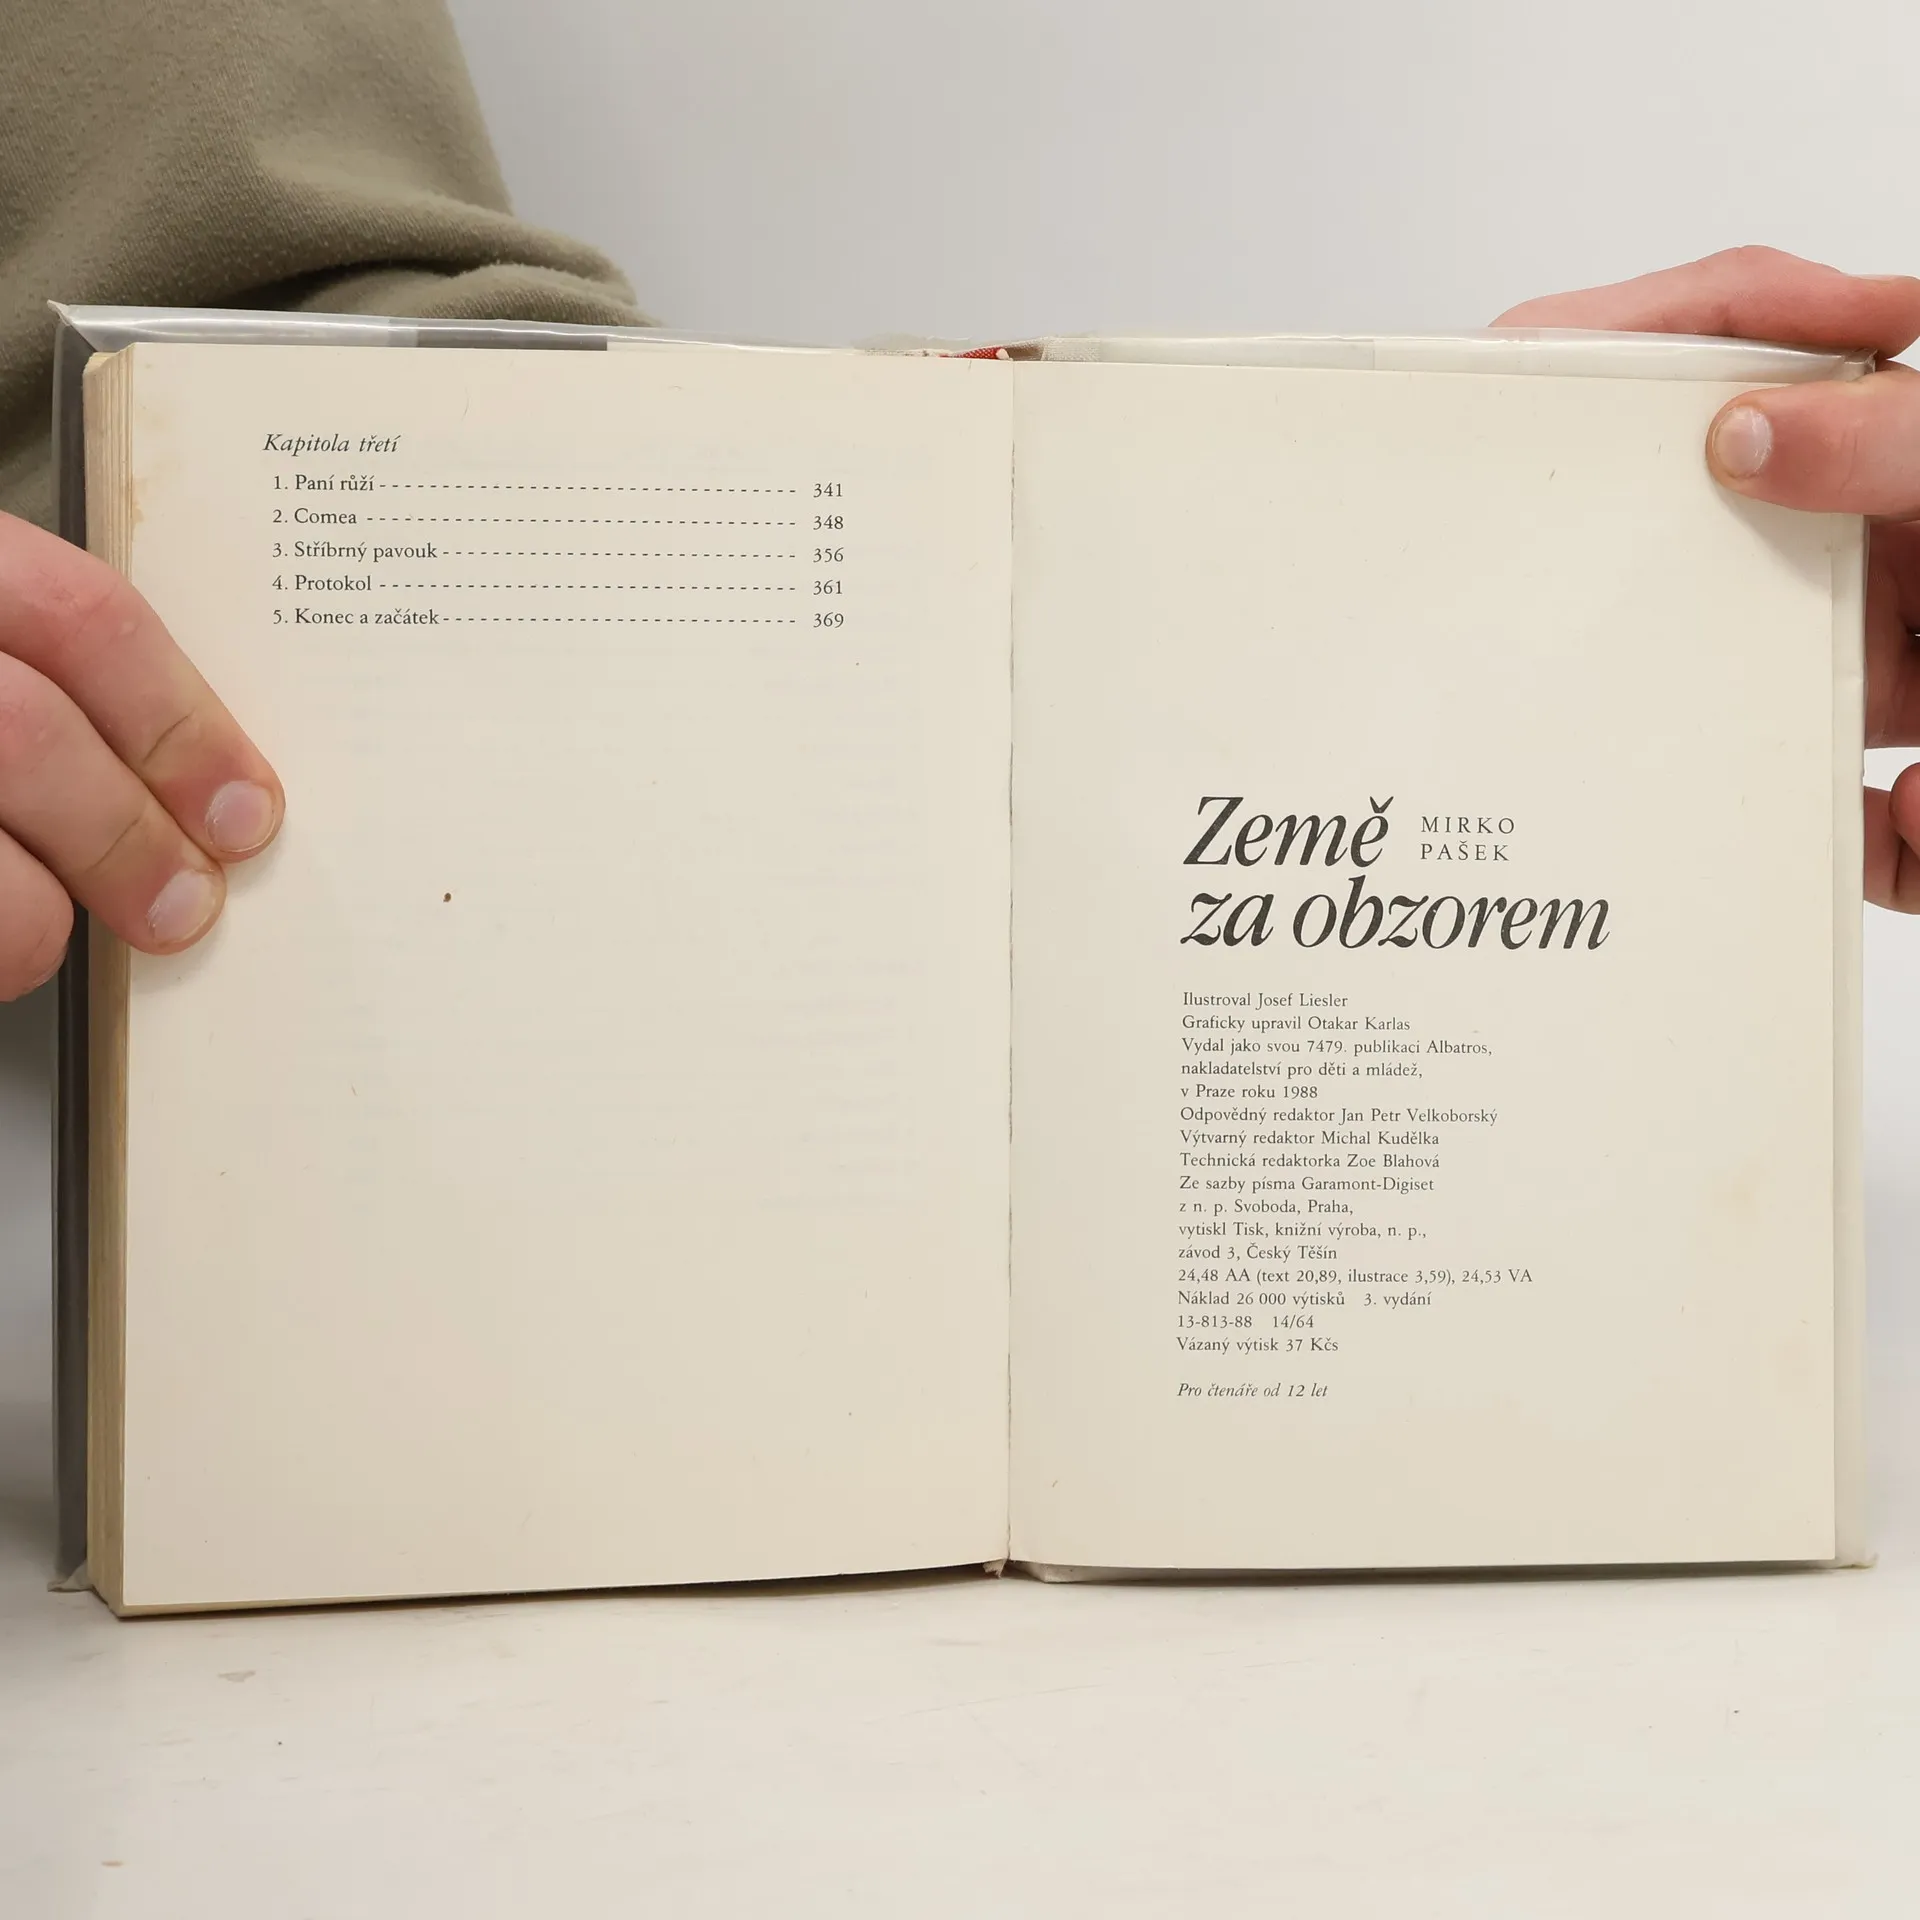 Kapitola třetí
1. Paní růží - - - - - - - - - - - - - - - - - - - - - - - - - - - - - - - - - - - 341
2. Comea - - - - - - - - - - - - - - - - - - - - - - - - - - - - - - - - - - - - 348
3. Stříbrný pavouk - - - - - - - - - - - - - - - - - - - - - - - - - - - - - - 356
4. Protokol - - - - - - - - - - - - - - - - - - - - - - - - - - - - - - - - - - - 361
5. Konec a začátek - - - - - - - - - - - - - - - - - - - - - - - - - - - - - - 369
Země MIRKO
PAŠEK
za obzorem
Ilustroval Josef Liesler
Graficky upravil Otakar Karlas
Vydal jako svou 7479. publikaci Albatros,
nakladatelství pro děti a mládež,
v Praze roku 1988
Odpovědný redaktor Jan Petr Velkoborský
Výtvarný redaktor Michal Kudělka
Technická redaktorka Zoe Blahová
Ze sazby písma Garamont-Digiset
z n. p. Svoboda, Praha,
vytiskl Tisk, knižní výroba, n. p.,
závod 3, Český Těšín
24,48 AA (text 20,89, ilustrace 3,59), 24,53 VA
Náklad 26 000 výtisků 3. vydání
13-813-88 14/64
Vázaný výtisk 37 Kčs
Pro čtenáře od 12 let